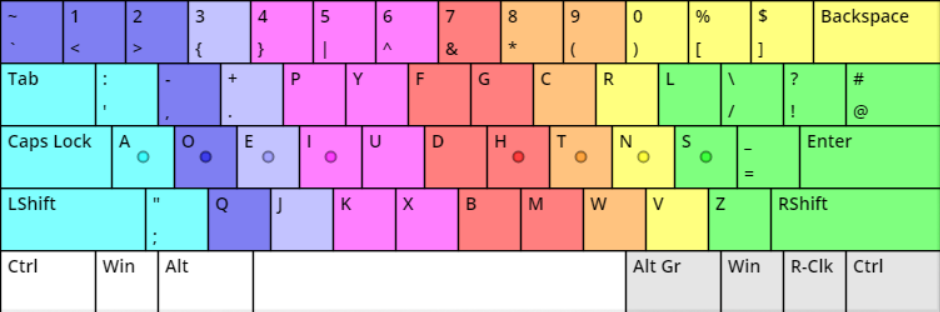 ~ 1 2 3 4 5 6 7 8 9 0 % $ Backspace
` < > { } | ^ & * ( ) [ ]
Tab : - + P Y F G C R L \ ? #
' , . / ! @
Caps Lock A O E I U D H T N S _ Enter
=
LShift " Q J K X B M W V Z RShift
;
Ctrl Win Alt Alt Gr Win R-Clk Ctrl